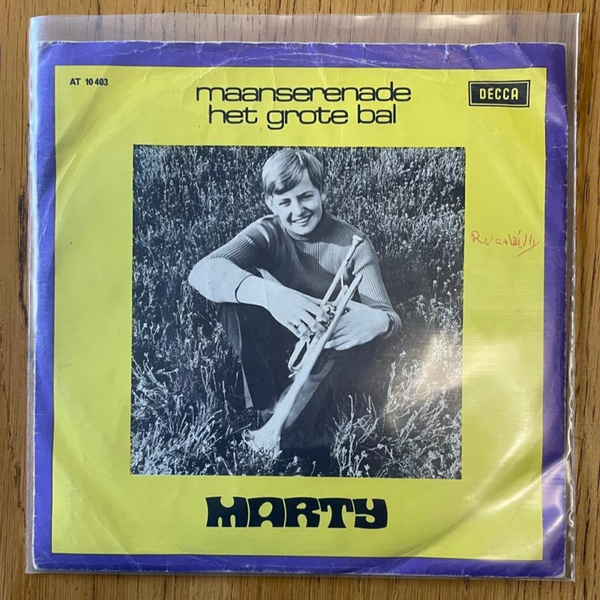 AT 10 403
maanserenade
het grote bal
DECCA
MARTY